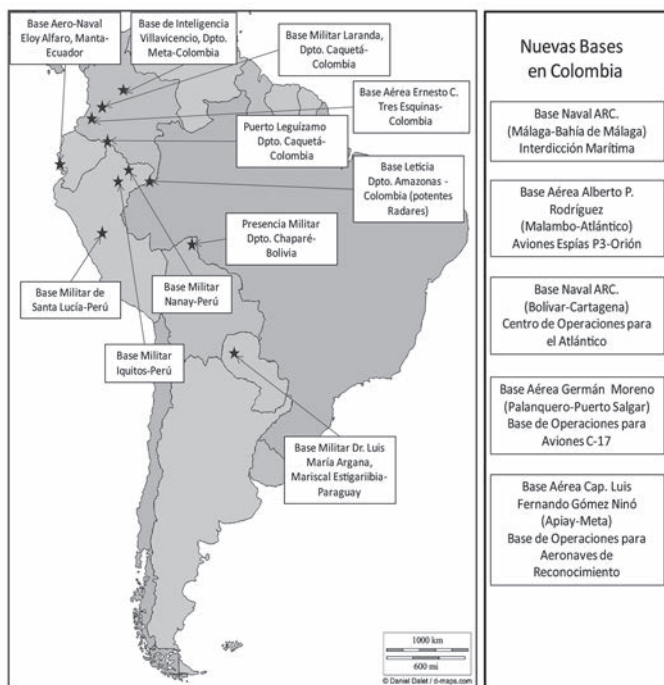 Base Aero-Naval
Eloy Alfaro, Manta-
Ecuador
Base de Inteligencia
Villavicencio, Dpto.
Meta-Colombia
Base Militar Laranda,
Dpto. Caquetá-
Colombia
Base Aérea Ernesto C.
Tres Esquinas-
Colombia
Puerto Leguízamo
Dpto. Caquetá-
Colombia
Base Leticia
Dpto. Amazonas -
Colombia (potentes
Radares)
Presencia Militar
Dpto. Chaparé-
Bolivia
Base Militar de
Santa Lucía-Perú
Base Militar
Nanay-Perú
Base Militar
Iquitos-Perú
Base Militar Dr. Luis
María Argana,
Mariscal Estigariibia-
Paraguay
1000 km
600 mi
© Daniel Dalet / d-maps.com
Nuevas Bases
en Colombia
Base Naval ARC.
(Málaga-Bahía de Málaga)
Interdicción Marítima
Base Aérea Alberto P.
Rodríguez
(Malambo-Atlántico)
Aviones Espías P3-Orión
Base Naval ARC.
(Bolívar-Cartagena)
Centro de Operaciones para
el Atlántico
Base Aérea Germán Moreno
(Palanquero-Puerto Salgar)
Base de Operaciones para
Aviones C-17
Base Aérea Cap. Luis
Fernando Gómez Ninó
(Apiay-Meta)
Base de Operaciones para
Aeronaves de
Reconocimiento